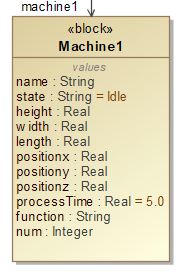 machine1
«block»
Machine1
values
name : String
state : String = Idle
height : Real
width : Real
length : Real
positionx : Real
positiony : Real
positionz : Real
processTime : Real = 5.0
function : String
num : Integer